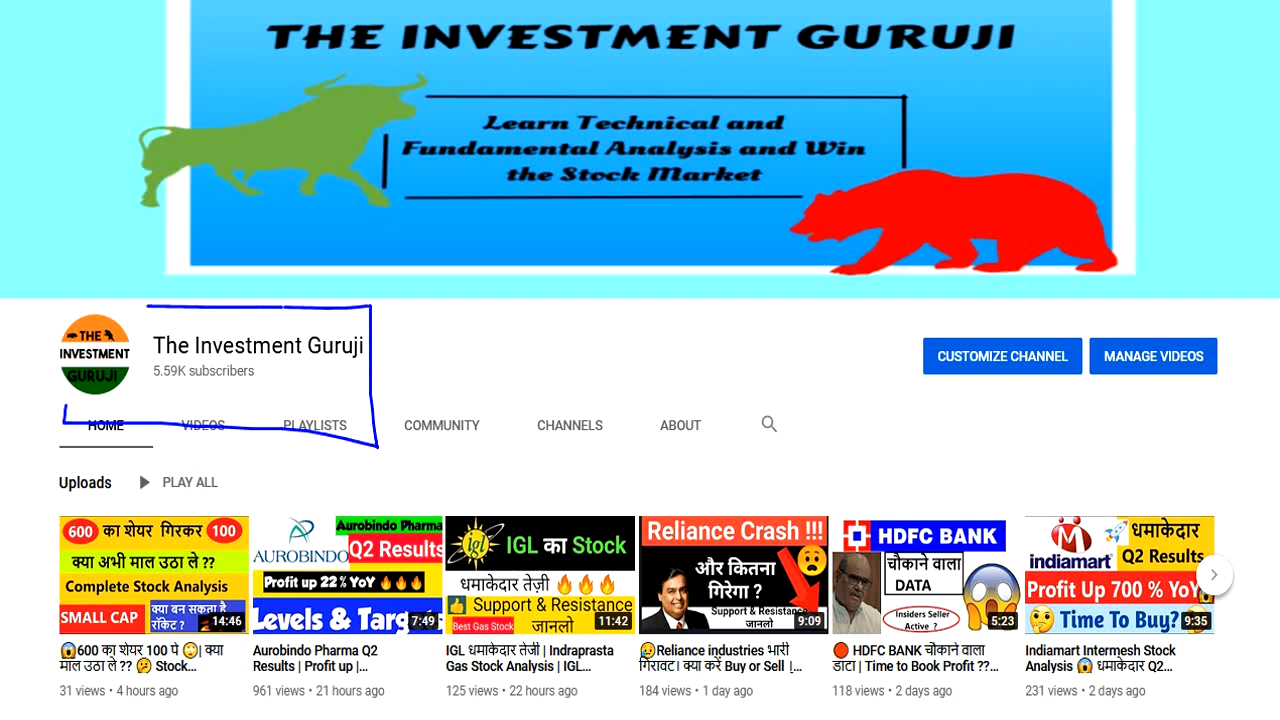 THE INVESTMENT GURUJI
Learn Technical and
Fundamental Analysis and Win
the Stock Market
THE
INVESTMENT
GURUJI
The Investment Guruji
5.59K subscribers
CUSTOMIZE CHANNEL
MANAGE VIDEOS
HOME VIDEOS PLAYLISTS COMMUNITY CHANNELS ABOUT
Uploads PLAY ALL
600 का शेयर गिरकर 100
क्या अभी माल उठा ले ??
Complete Stock Analysis
SMALL CAP
क्या बन सकता है
रॉकेट ?
14:46
Aurobindo Pharma
AUROBINDO
Q2 Results
Profit up 22 % YoY
Levels & Targ
7:49
igl
IGL का Stock
धमाकेदार तेज़ी
Support & Resistance
Best Gas Stock
जानलो
11:42
Reliance Crash !!!
और कितना
गिरेगा ?
Support & Resistance
जानलो
9:09
HDFC BANK
चौकाने वाला
DATA
Insiders Seller
Active ?
5:23
indiamart
धमाकेदार
Q2 Results
Profit Up 700 % YoY
Time To Buy?
9:35
😱600 का शेयर 100 पे 🙄| क्या
माल उठा ले ?? 🤔 Stock...
31 views • 4 hours ago
Aurobindo Pharma Q2
Results | Profit up |...
961 views • 21 hours ago
IGL धमाकेदार तेजी | Indraprasta
Gas Stock Analysis | IGL...
125 views • 22 hours ago
😥Reliance industries भारी
गिरावट। क्या करें Buy or Sell |...
184 views • 1 day ago
🔴 HDFC BANK चोंकाने वाला
डाटा | Time to Book Profit ??...
118 views • 2 days ago
Indiamart Intermesh Stock
Analysis 😱 धमाकेदार Q2...
231 views • 2 days ago